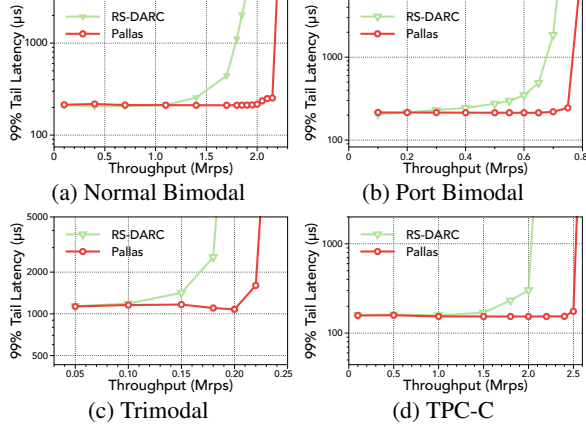 99% Tail Latency (μs)
1000
100
RS-DARC
Pallas
0 0.5 1.0 1.5 2.0
Throughput (Mrps)
(a) Normal Bimodal
99% Tail Latency (μs)
1000
100
RS-DARC
Pallas
0 0.2 0.4 0.6 0.8
Throughput (Mrps)
(b) Port Bimodal
99% Tail Latency (μs)
5000
2000
1000
500
RS-DARC
Pallas
0.05 0.10 0.15 0.20 0.25
Throughput (Mrps)
(c) Trimodal
99% Tail Latency (μs)
1000
100
RS-DARC
Pallas
0 0.5 1.0 1.5 2.0 2.5
Throughput (Mrps)
(d) TPC-C